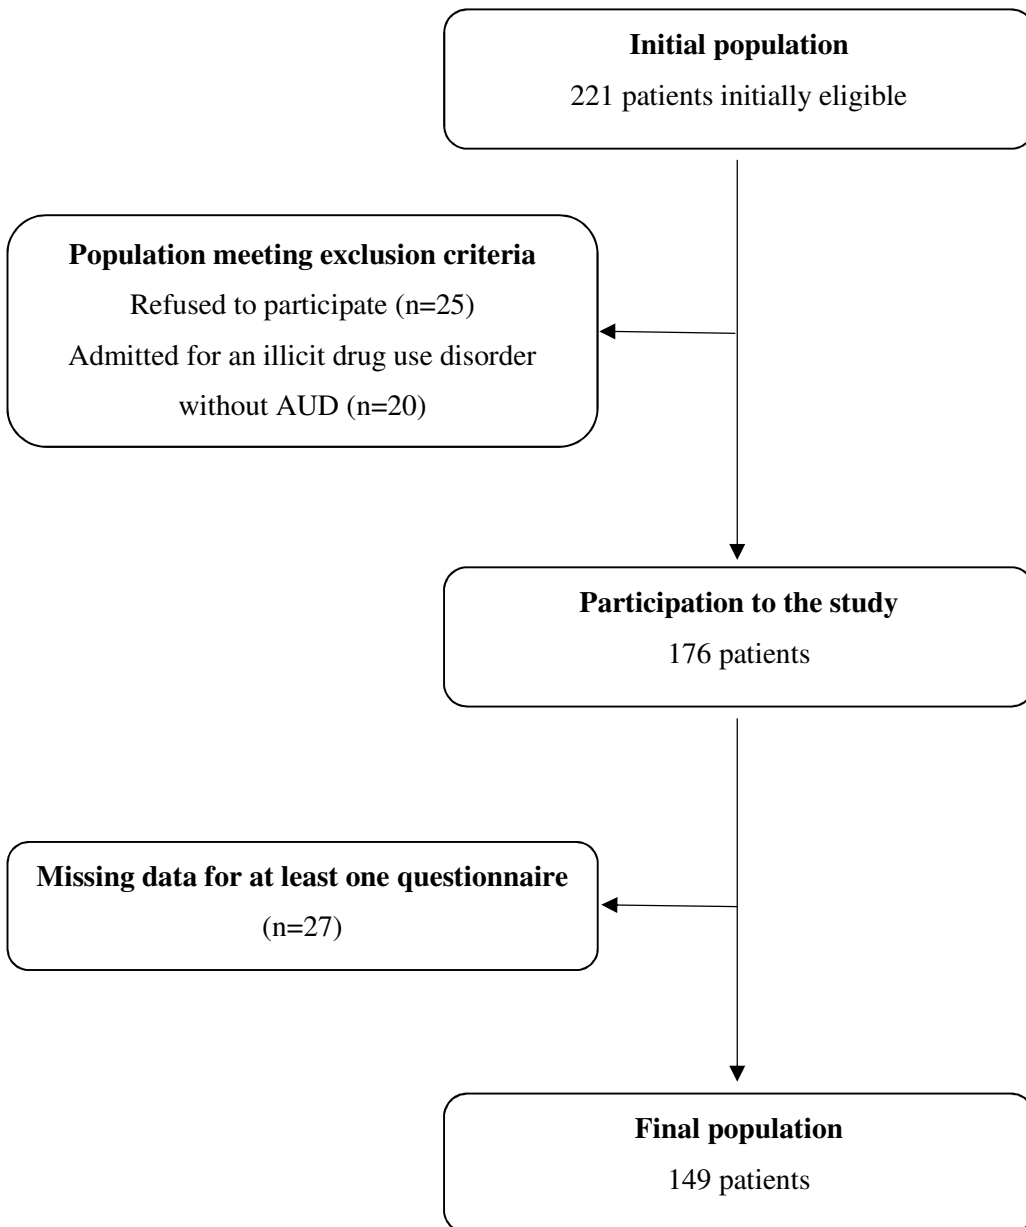 Initial population
221 patients initially eligible
Population meeting exclusion criteria
Refused to participate (n=25)
Admitted for an illicit drug use disorder
without AUD (n=20)
Participation to the study
176 patients
Missing data for at least one questionnaire
(n=27)
Final population
149 patients